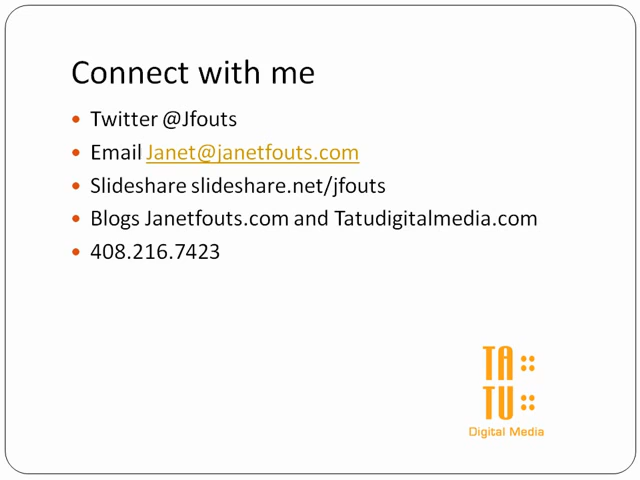 Connect with me
Twitter @Jfouts
Email Janet@janetfouts.com
Slideshare slideshare.net/jfouts
Blogs Janetfouts.com and Tatudigitalmedia.com
408.216.7423
TA
TU
Digital Media